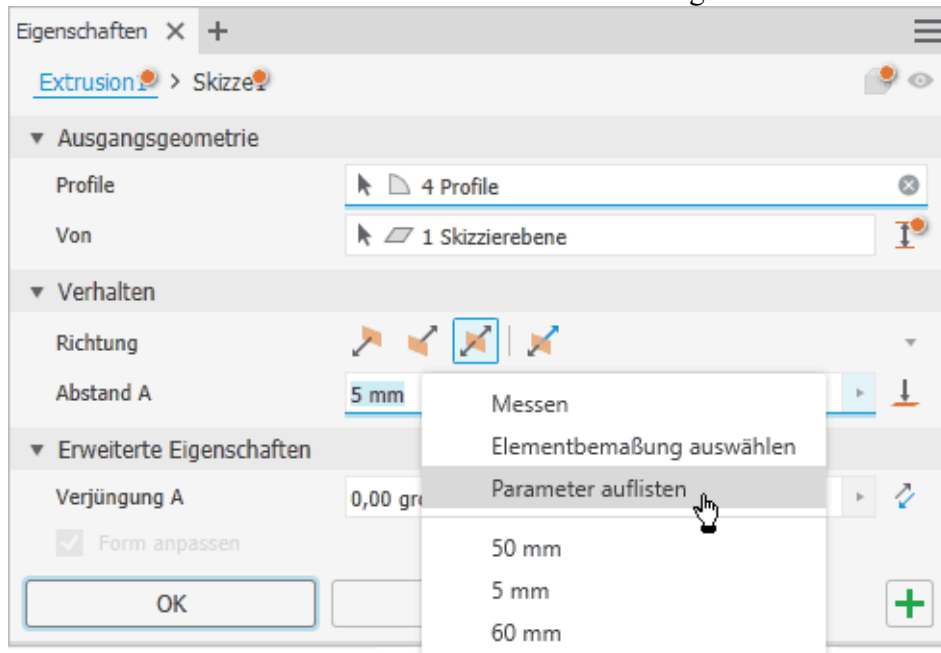 Eigenschaften
Extrusion1 > Skizze1
Ausgangsgeometrie
Profile 4 Profile
Von 1 Skizzierebene
Verhalten
Richtung
Abstand A 5 mm
Messen
Elementbemaßung auswählen
Erweiterte Eigenschaften
Parameter auflisten
Verjüngung A 0,00
Form anpassen
50 mm
5 mm
OK
60 mm